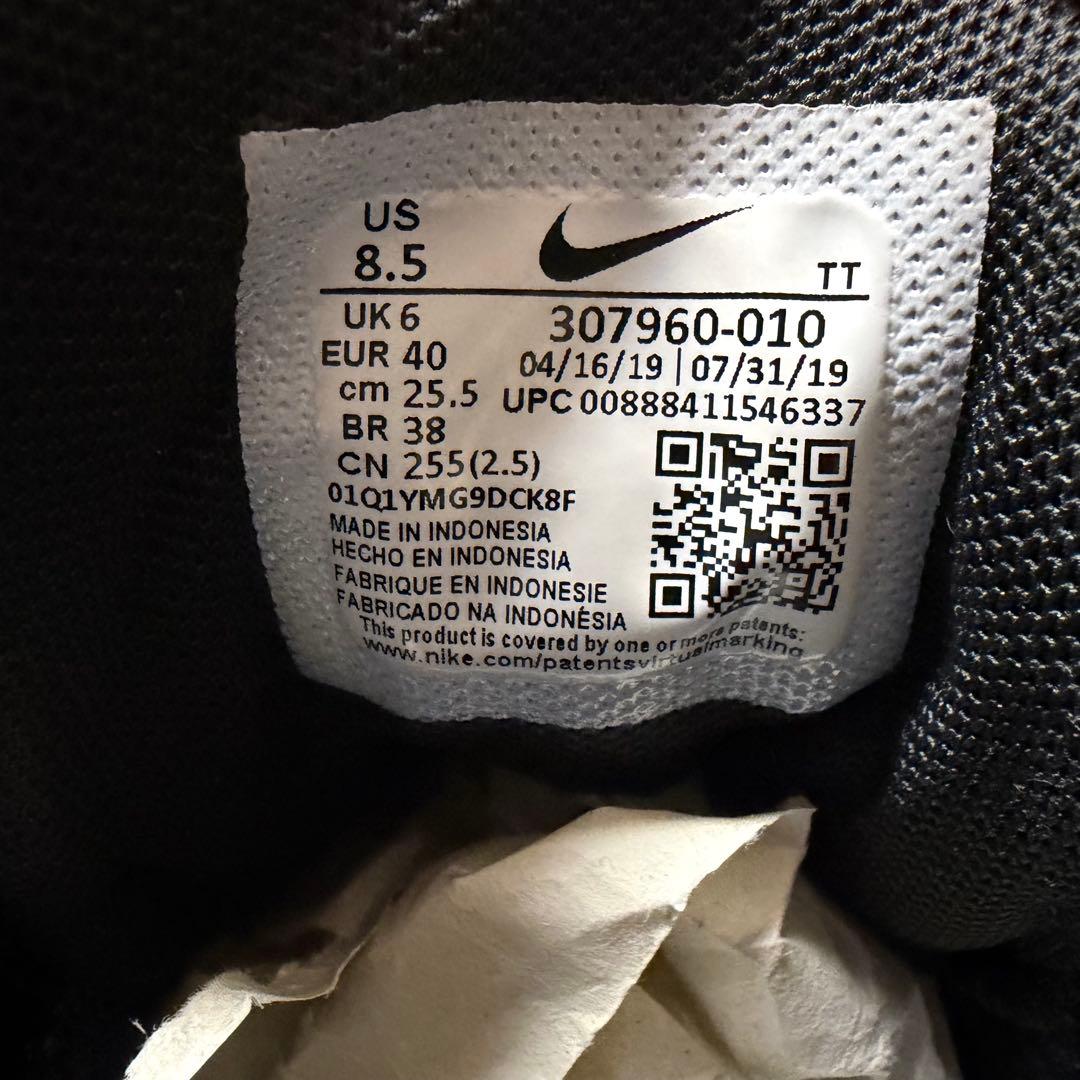 US
8.5
TT
UK 6
EUR 40
cm 25.5
BR 38
CN 255(2.5)
307960-010
04/16/19 | 07/31/19
UPC 00888411546337
01Q1YMG9DCK8F
MADE IN INDONESIA
HECHO EN INDONESIA
FABRIQUE EN INDONESIE
FABRICADO NA INDONÉSIA
This product is covered by one or more patents:
www.nike.com/patentsvirtualmarking